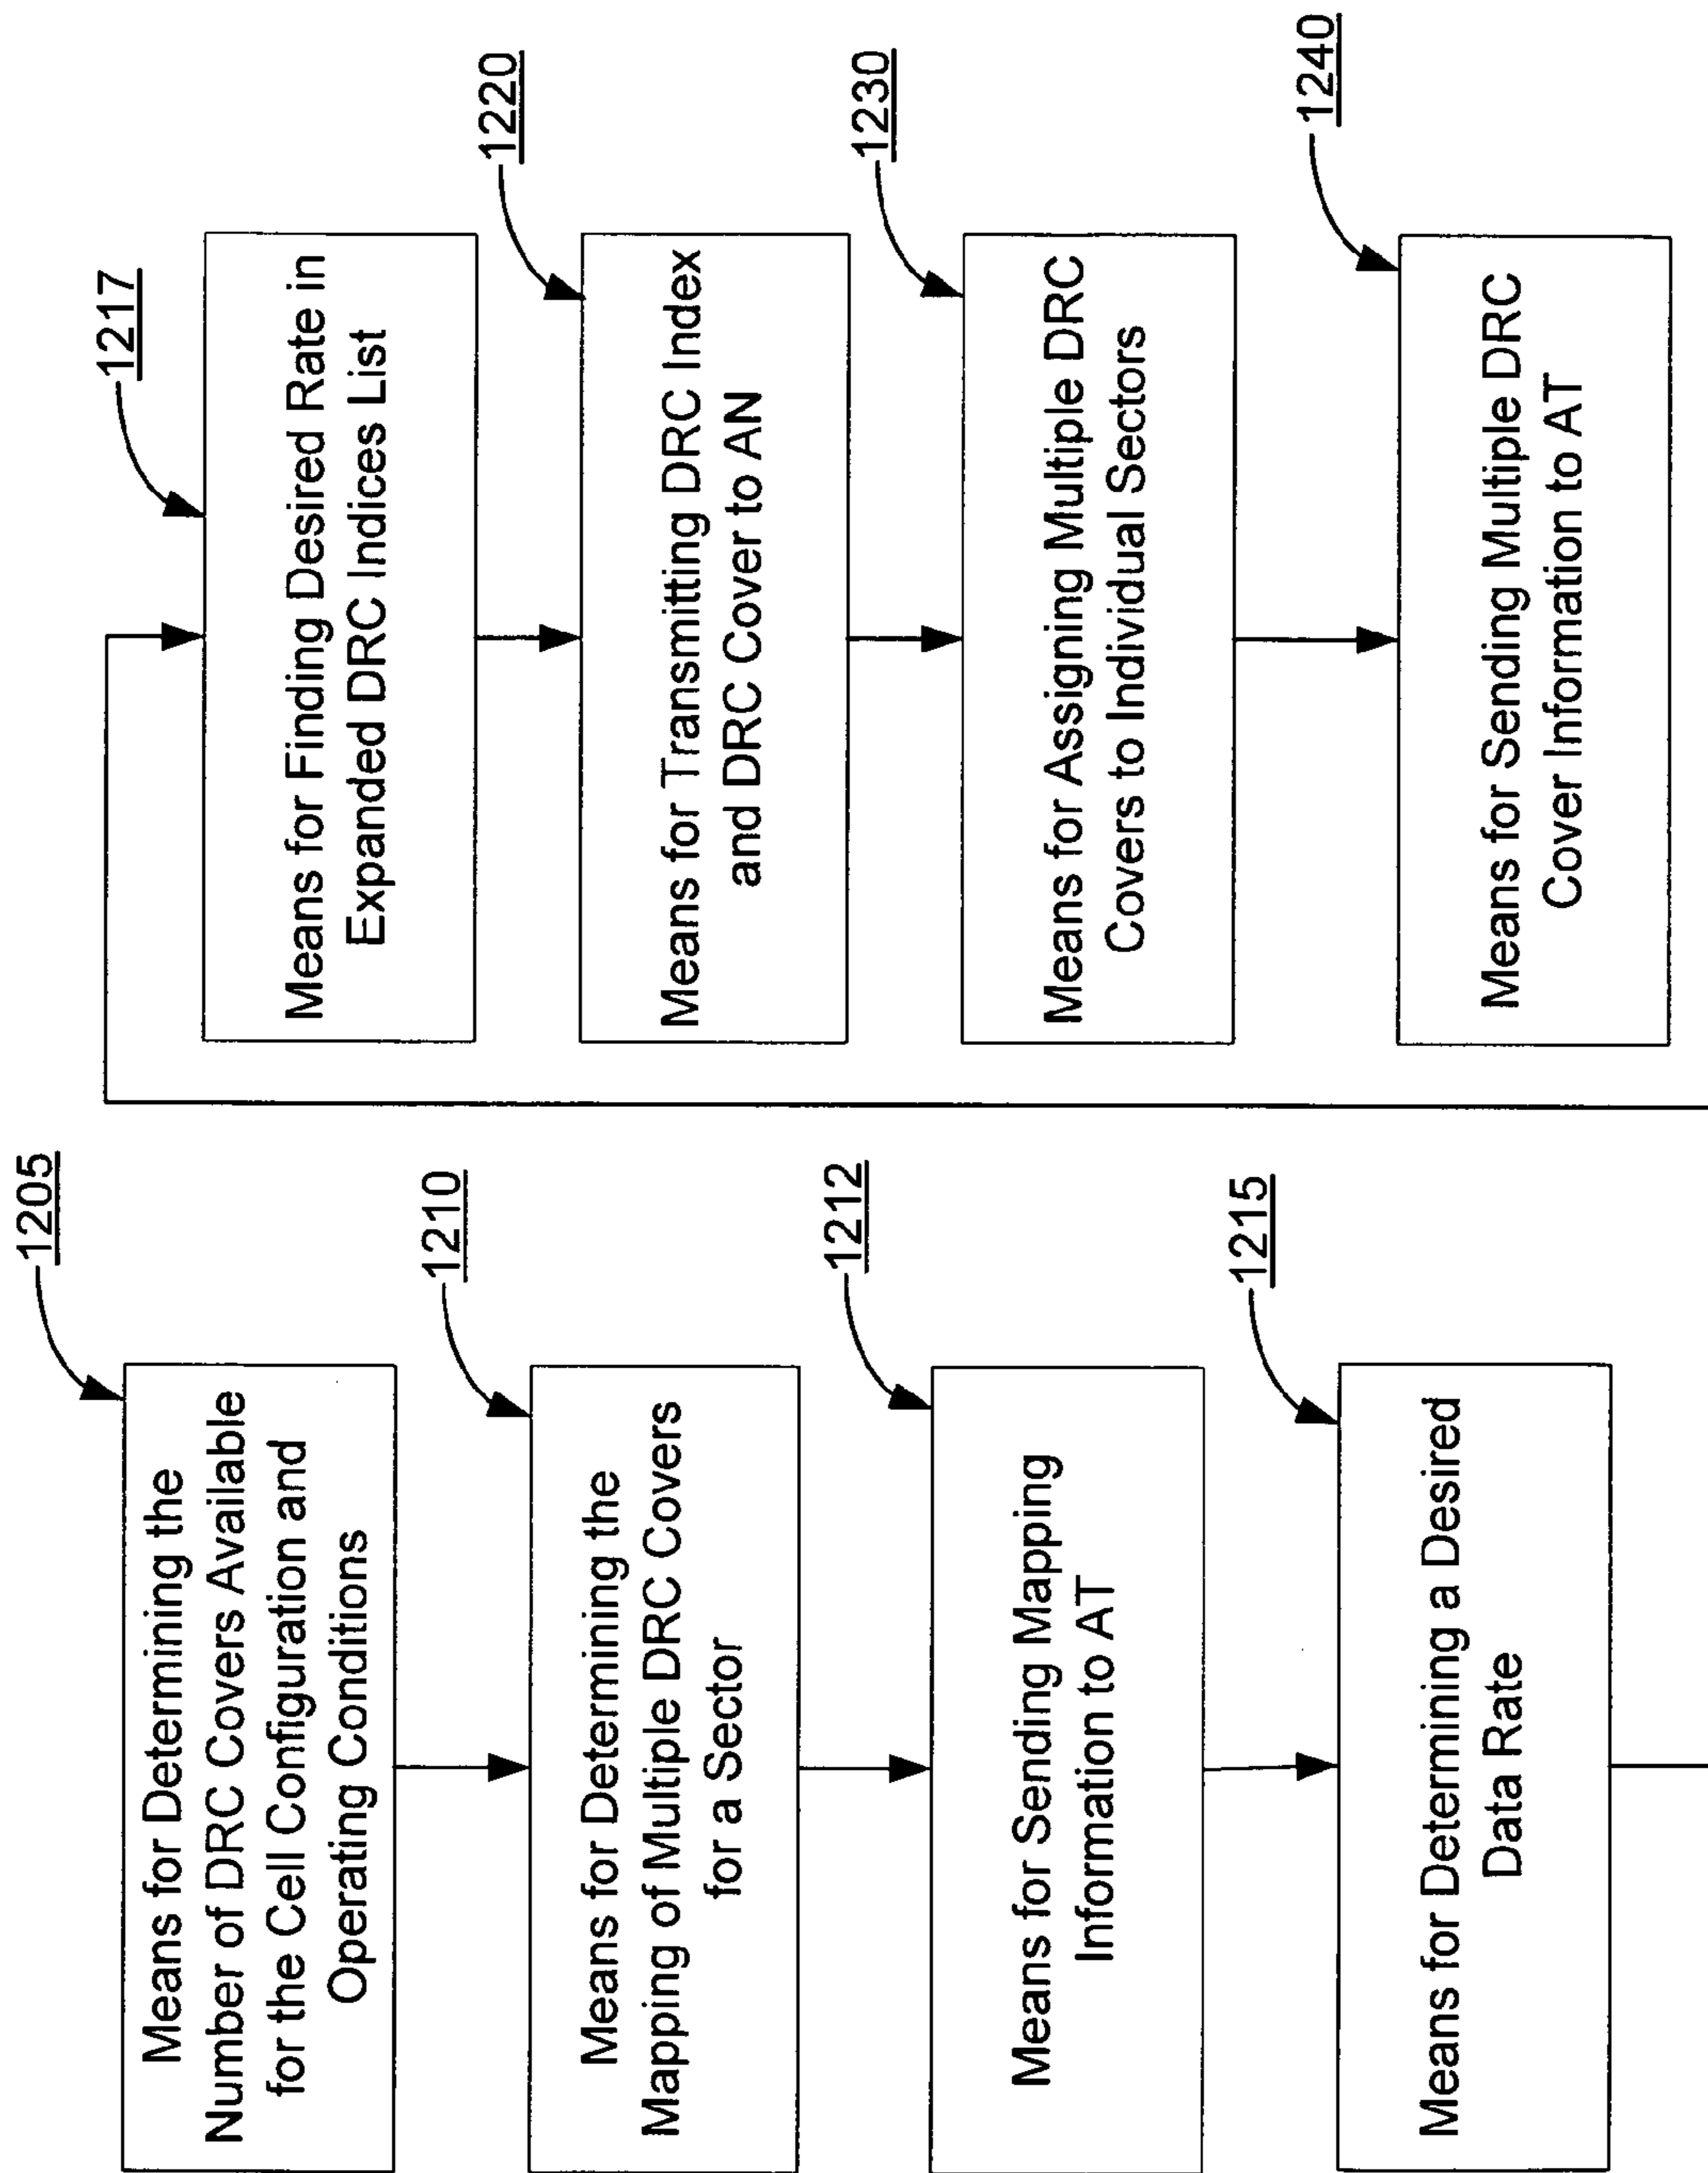 1205
Means for Determining the
Number of DRC Covers Available
for the Cell Configuration and
Operating Conditions
1210
Means for Determining the
Mapping of Multiple DRC Covers
for a Sector
1212
Means for Sending Mapping
Information to AT
1215
Means for Determining a Desired
Data Rate
1217
Means for Finding Desired Rate in
Expanded DRC Indices List
1220
Means for Transmitting DRC Index
and DRC Cover to AN
1230
Means for Assigning Multiple DRC
Covers to Individual Sectors
1240
Means for Sending Multiple DRC
Cover Information to AT